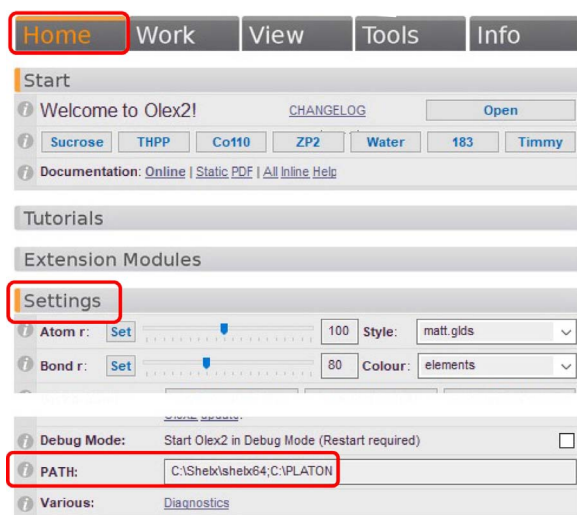 Home Work View Tools Info
Start
Welcome to Olex2! CHANGELOG Open
Sucrose THPP Co110 ZP2 Water 183 Timmy
Documentation: Online | Static PDF | All Inline Help
Tutorials
Extension Modules
Settings
Atom r: Set 100 Style: matt.glds
Bond r: Set 80 Colour: elements
Debug Mode: Start Olex2 in Debug Mode (Restart required)
PATH: C:\Shelx\shelx64;C:\PLATON
Various: Diagnostics